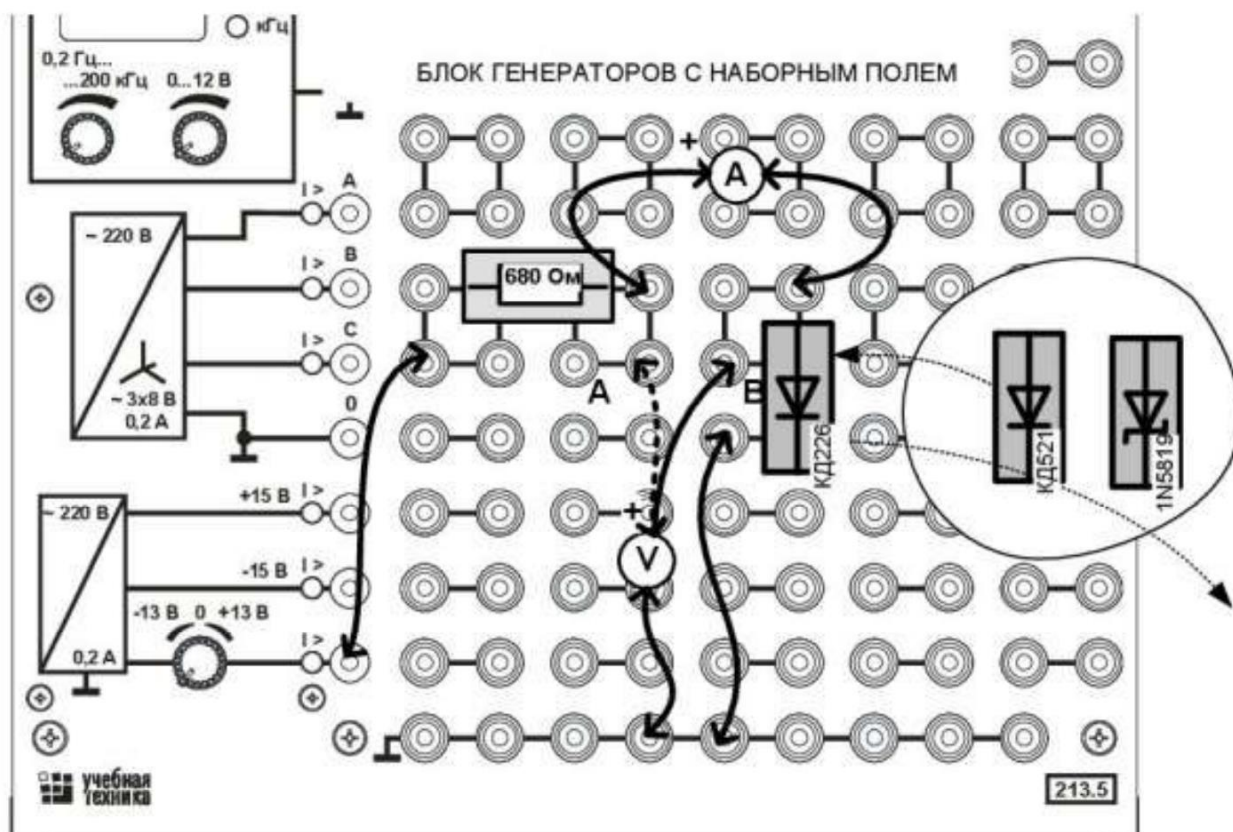 кГц
0,2 Гц...
...200 кГц
0...12 В
БЛОК ГЕНЕРАТОРОВ С НАБОРНЫМ ПОЛЕМ
+
A
I >
A
~ 220 В
I >
B
680 Ом
I >
C
~ 3x8 В
0,2 А
0
A
B
КД226
КД521
1N5819
~ 220 В
+15 В
I >
+
-15 В
I >
V
-13 В 0 +13 В
I >
0,2 А
учебная
техника
213.5